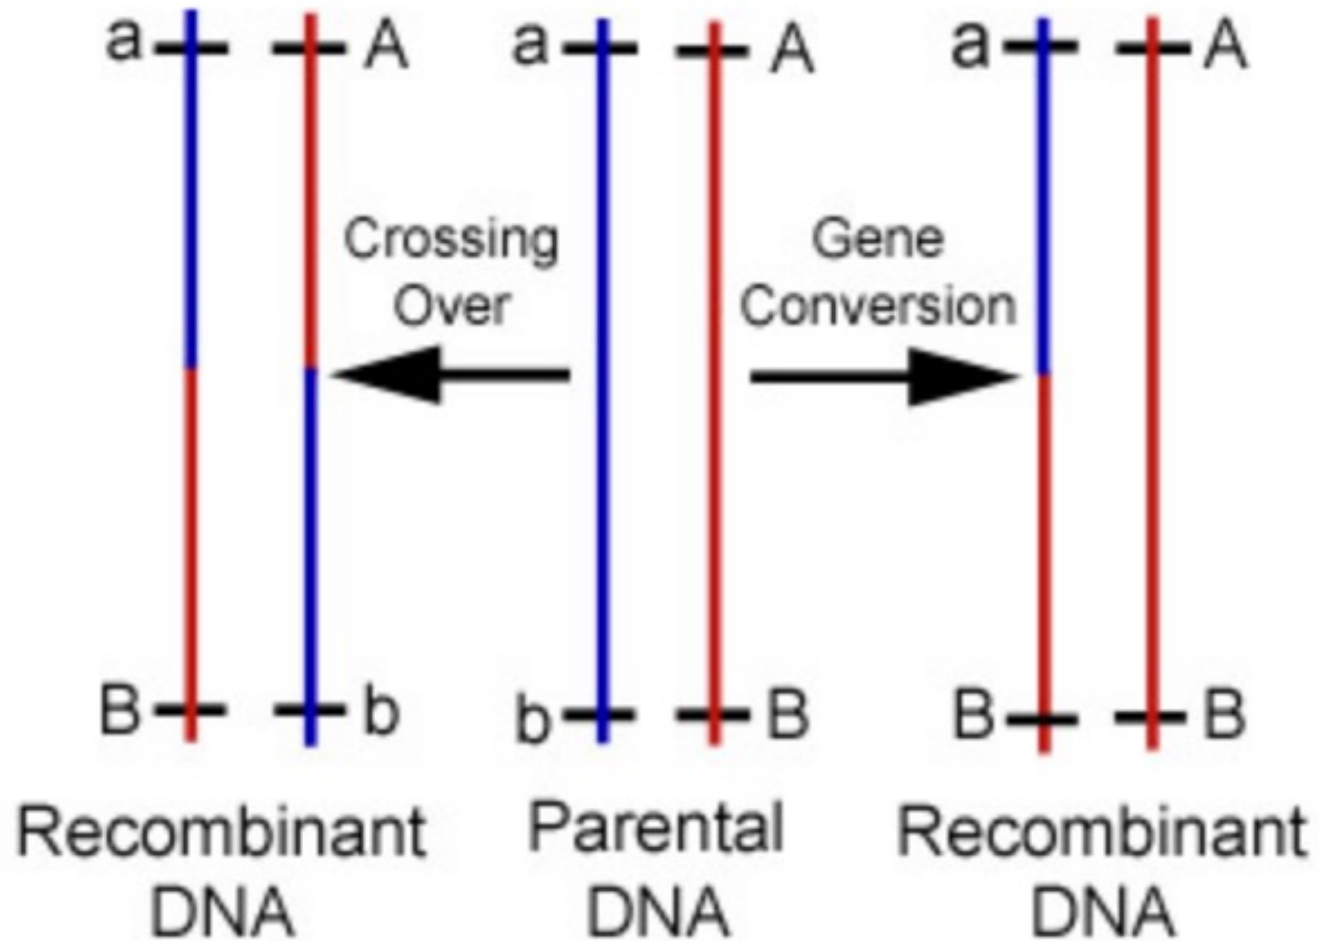 a A a A a A
Crossing
Over
Gene
Conversion
B b b B B B
Recombinant
DNA
Parental
DNA
Recombinant
DNA